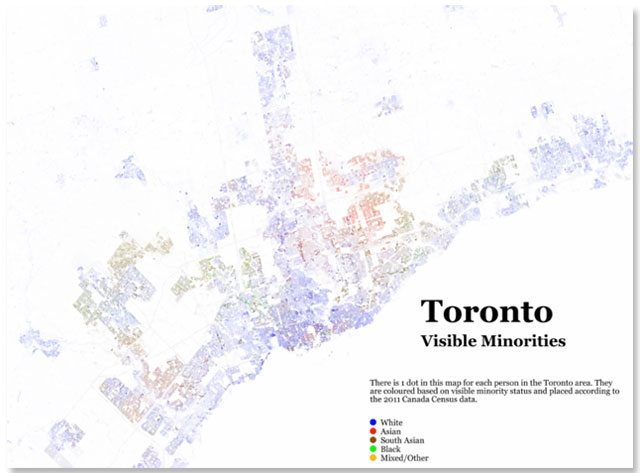 Toronto
Visible Minorities
There is 1 dot in this map for each person in the Toronto area. They
are coloured based on visible minority status and placed according to
the 2011 Canada Census data.
White
Asian
South Asian
Black
Mixed/Other